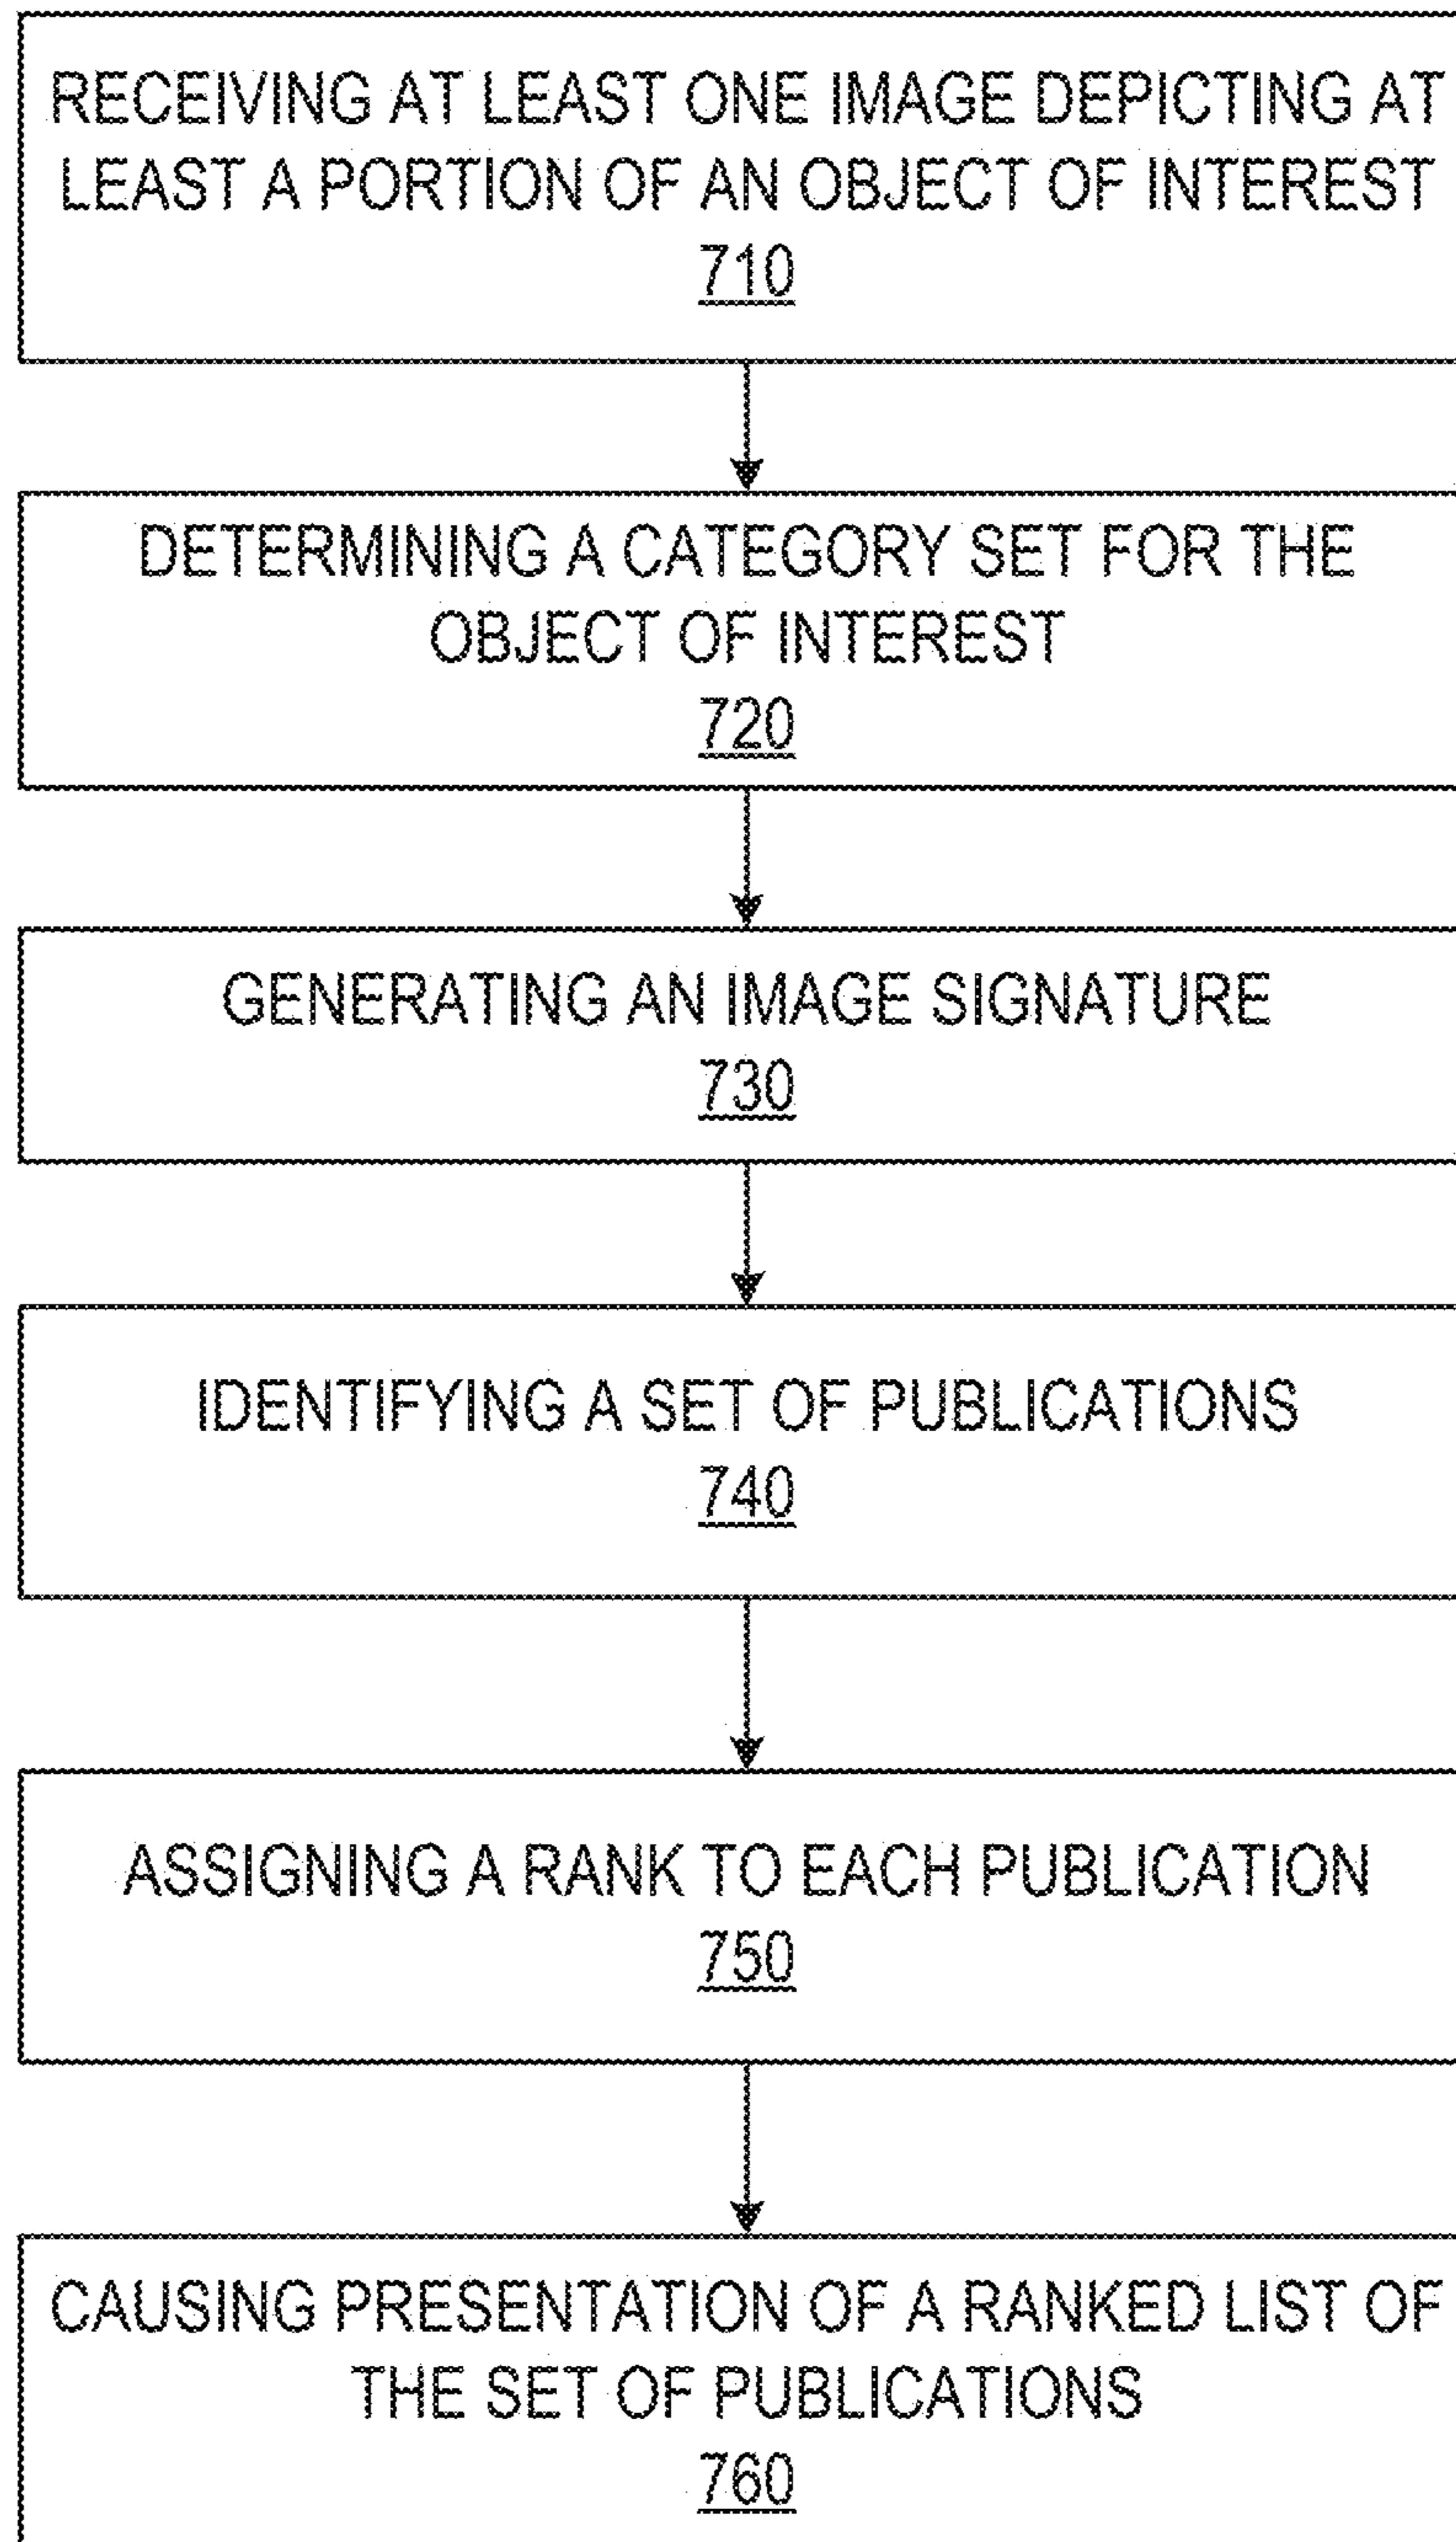 RECEIVING AT LEAST ONE IMAGE DEPICTING AT
LEAST A PORTION OF AN OBJECT OF INTEREST
710
DETERMINING A CATEGORY SET FOR THE
OBJECT OF INTEREST
720
GENERATING AN IMAGE SIGNATURE
730
IDENTIFYING A SET OF PUBLICATIONS
740
ASSIGNING A RANK TO EACH PUBLICATION
750
CAUSING PRESENTATION OF A RANKED LIST OF
THE SET OF PUBLICATIONS
760